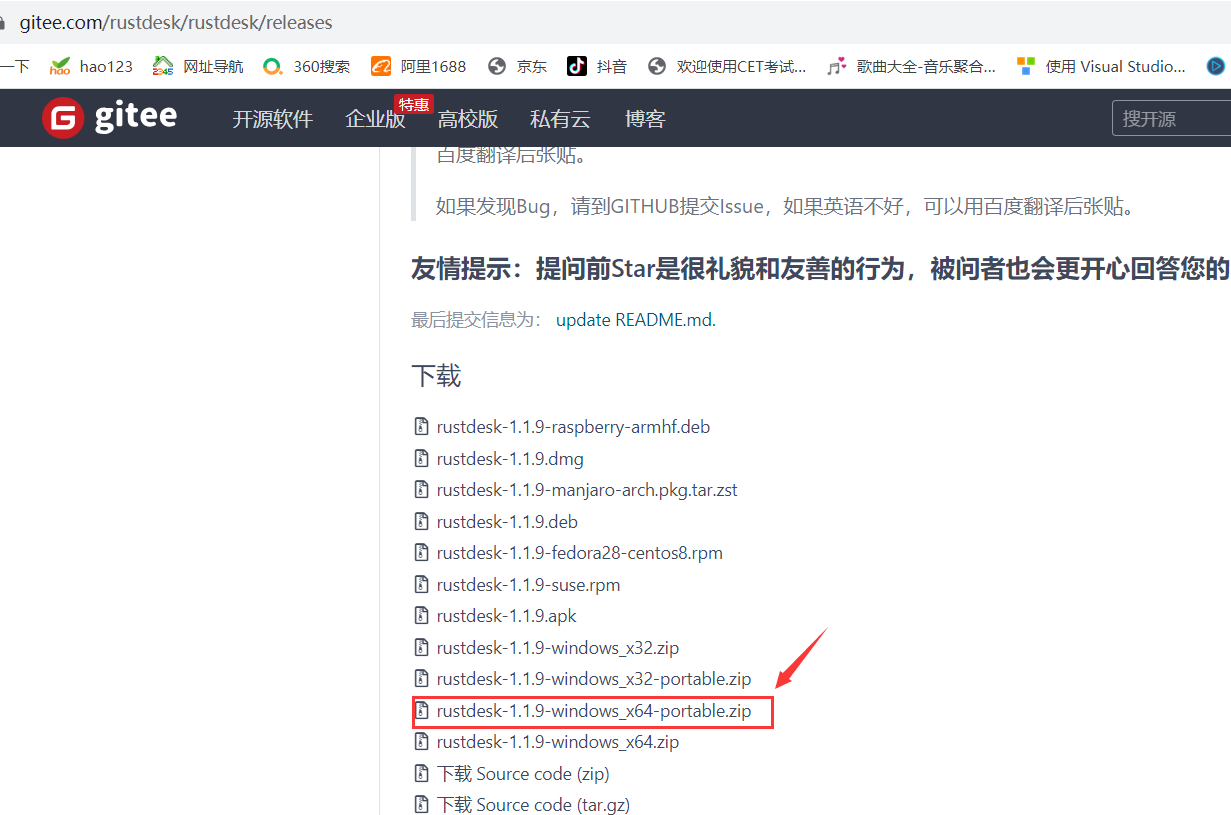 gitee.com/rustdesk/rustdesk/releases
一下 hao123 网址导航 360搜索 阿里1688 京东 抖音 欢迎使用CET考试... 歌曲大全-音乐聚合... 使用 Visual Studio...
gitee 开源软件 企业版 特惠 高校版 私有云 博客 搜开源
百度翻译后张贴。
如果发现Bug，请到GITHUB提交Issue，如果英语不好，可以用百度翻译后张贴。
友情提示：提问前Star是很礼貌和友善的行为，被问者也会更开心回答您的
最后提交信息为： update README.md.
下载
rustdesk-1.1.9-raspberry-armhf.deb
rustdesk-1.1.9.dmg
rustdesk-1.1.9-manjaro-arch.pkg.tar.zst
rustdesk-1.1.9.deb
rustdesk-1.1.9-fedora28-centos8.rpm
rustdesk-1.1.9-suse.rpm
rustdesk-1.1.9.apk
rustdesk-1.1.9-windows_x32.zip
rustdesk-1.1.9-windows_x32-portable.zip
rustdesk-1.1.9-windows_x64-portable.zip
rustdesk-1.1.9-windows_x64.zip
下载 Source code (zip)
下载 Source code (tar.gz)